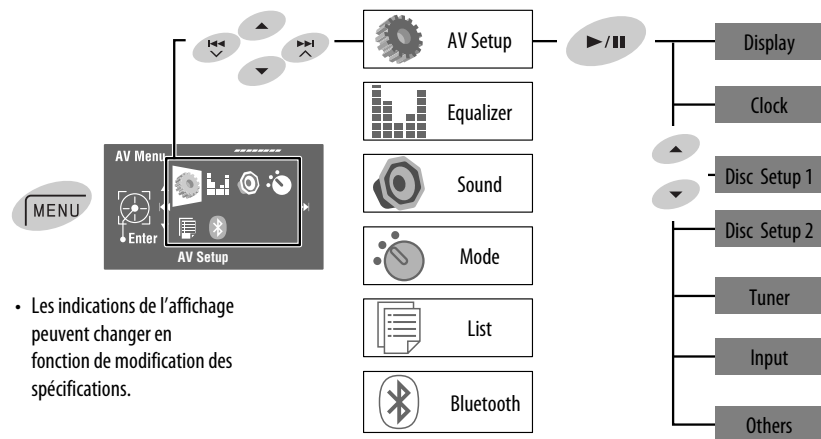 MENU
AV Menu
Enter
AV Setup
• Les indications de l'affichage
peuvent changer en
fonction de modification des
spécifications.
AV Setup
Equalizer
Sound
Mode
List
Bluetooth
Display
Clock
Disc Setup 1
Disc Setup 2
Tuner
Input
Others